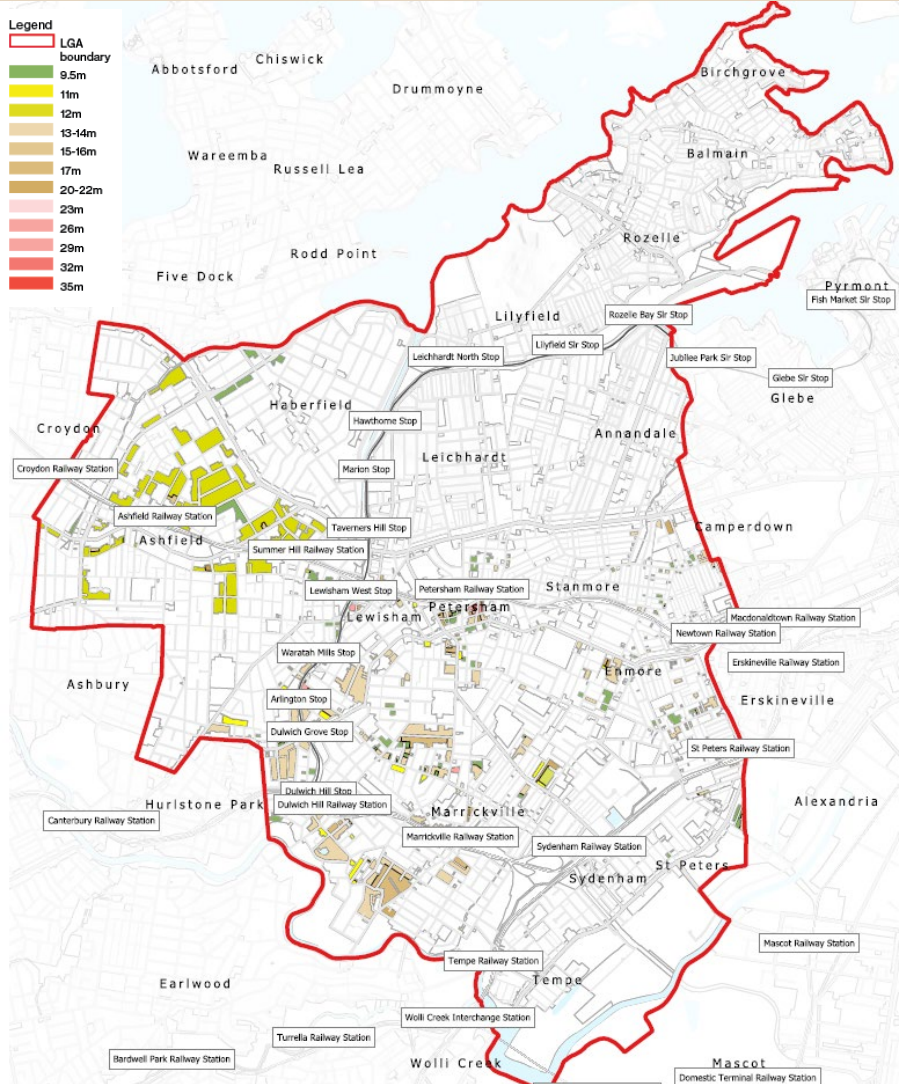 Legend
LGA
boundary
9.5m
11m
12m
13-14m
15-16m
17m
20-22m
23m
26m
29m
32m
35m
Abbotsford
Chiswick
Drummoyne
Birchgrove
Wareemba
Russell Lea
Balmain
Rodd Point
Rozelle
Five Dock
Pyrmont
Fish Market Slr Stop
Lilyfield
Rozelle Bay Slr Stop
Lilyfield Slr Stop
Leichhardt North Stop
Jubilee Park Slr Stop
Glebe Slr Stop
Glebe
Haberfield
Hawthorne Stop
Croydon
Annandale
Leichhardt
Croydon Railway Station
Marion Stop
Ashfield Railway Station
Taverners Hill Stop
Camperdown
Ashfield
Summer Hill Railway Station
Lewisham West Stop
Petersham Railway Station
Stanmore
Petersham
Lewisham
Macdonaldtown Railway Station
Newtown Railway Station
Waratah Mills Stop
Erskineville Railway Station
Enmore
Ashbury
Arlington Stop
Erskineville
Dulwich Grove Stop
St Peters Railway Station
Dulwich Hill Stop
Hurlstone Park
Dulwich Hill Railway Station
Alexandria
Marrickville
Canterbury Railway Station
Marrickville Railway Station
Sydenham Railway Station
St Peters
Sydenham
Mascot Railway Station
Tempe Railway Station
Earlwood
Tempe
Wolli Creek Interchange Station
Turrella Railway Station
Bardwell Park Railway Station
Wolli Creek
Mascot
Domestic Terminal Railway Station